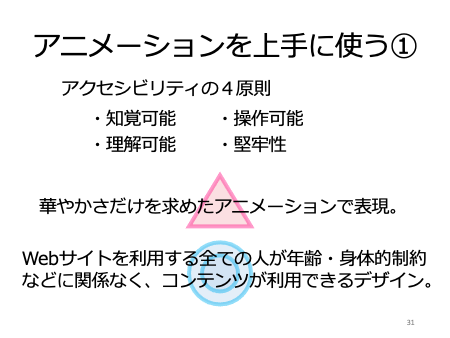 アニメーションを上手に使う①
アクセシビリティの４原則
・知覚可能　　・操作可能
・理解可能　　・堅牢性
華やかさだけを求めたアニメーションで表現。
Webサイトを利用する全ての人が年齢・身体的制約
などに関係なく、コンテンツが利用できるデザイン。
31